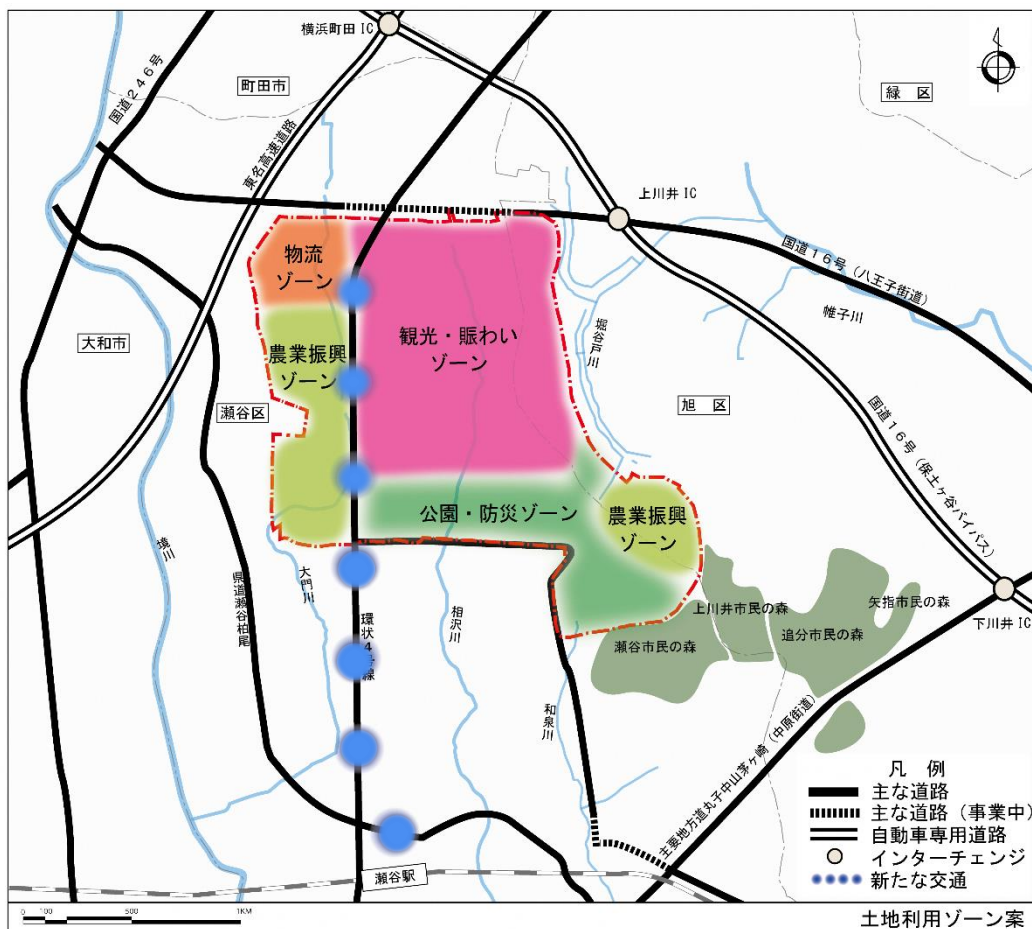 横浜町田 IC
国道246号
町田市
緑 区
東名高速道路
上川井 IC
国道16号(八王子街道)
帷子川
物流
ゾーン
観光・賑わい
ゾーン
堀谷戸川
大和市
農業振興
ゾーン
瀬谷区
旭 区
国道16号(保土ヶ谷バイパス)
公園・防災ゾーン
農業振興
ゾーン
境川
県道瀬谷柏尾
大門川
相沢川
環状4号線
和泉川
上川井市民の森
矢指市民の森
瀬谷市民の森
追分市民の森
下川井 IC
主要地方道丸子中山茅ヶ崎(中原街道)
瀬谷駅
凡 例
主な道路
主な道路(事業中)
自動車専用道路
インターチェンジ
新たな交通
0 100 500 1KM
土地利用ゾーン案